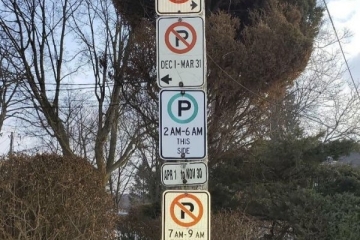 P
DEC 1 - MAR 31
P
2 AM - 6 AM
THIS
SIDE
APR 1 NOV 30
P
7 AM - 9 AM